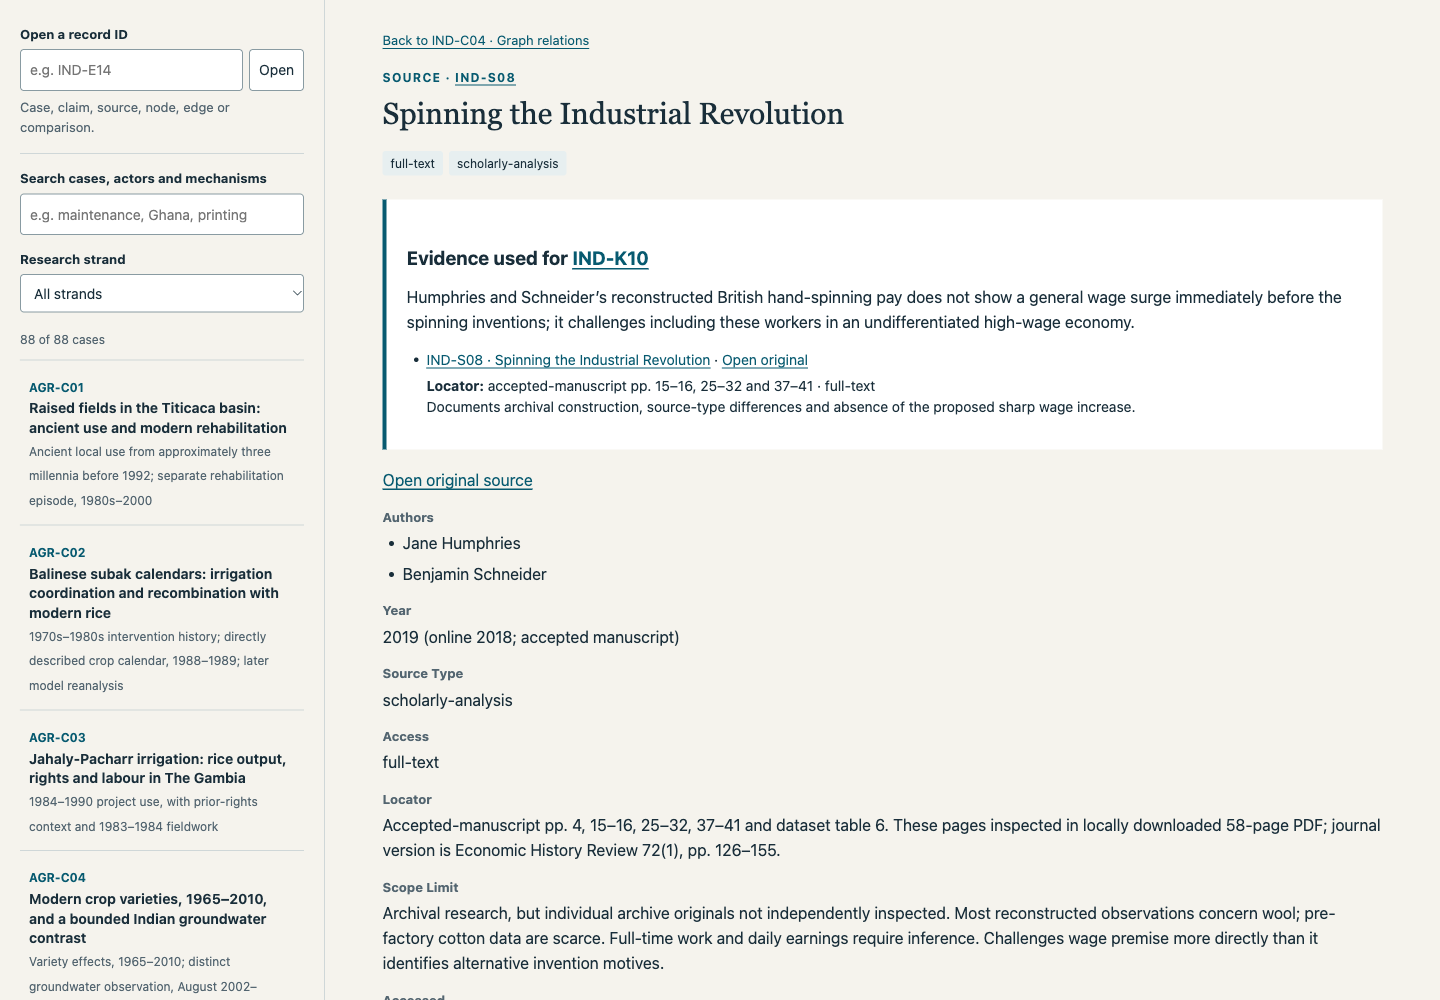 Open a record ID
e.g. IND-E14
Open
Case, claim, source, node, edge or
comparison.
Search cases, actors and mechanisms
e.g. maintenance, Ghana, printing
Research strand
All strands
88 of 88 cases
AGR-C01
Raised fields in the Titicaca basin:
ancient use and modern rehabilitation
Ancient local use from approximately three
millennia before 1992; separate rehabilitation
episode, 1980s–2000
AGR-C02
Balinese subak calendars: irrigation
coordination and recombination with
modern rice
1970s–1980s intervention history; directly
described crop calendar, 1988–1989; later
model reanalysis
AGR-C03
Jahaly-Pacharr irrigation: rice output,
rights and labour in The Gambia
1984–1990 project use, with prior-rights
context and 1983–1984 fieldwork
AGR-C04
Modern crop varieties, 1965–2010,
and a bounded Indian groundwater
contrast
Variety effects, 1965–2010; distinct
groundwater observation, August 2002–
Back to IND-C04 · Graph relations
SOURCE · IND-S08
Spinning the Industrial Revolution
full-text
scholarly-analysis
Evidence used for IND-K10
Humphries and Schneider’s reconstructed British hand-spinning pay does not show a general wage surge immediately before the
spinning inventions; it challenges including these workers in an undifferentiated high-wage economy.
• IND-S08 · Spinning the Industrial Revolution · Open original
Locator: accepted-manuscript pp. 15–16, 25–32 and 37–41 · full-text
Documents archival construction, source-type differences and absence of the proposed sharp wage increase.
Open original source
Authors
• Jane Humphries
• Benjamin Schneider
Year
2019 (online 2018; accepted manuscript)
Source Type
scholarly-analysis
Access
full-text
Locator
Accepted-manuscript pp. 4, 15–16, 25–32, 37–41 and dataset table 6. These pages inspected in locally downloaded 58-page PDF; journal
version is Economic History Review 72(1), pp. 126–155.
Scope Limit
Archival research, but individual archive originals not independently inspected. Most reconstructed observations concern wool; pre-
factory cotton data are scarce. Full-time work and daily earnings require inference. Challenges wage premise more directly than it
identifies alternative invention motives.
Accessed